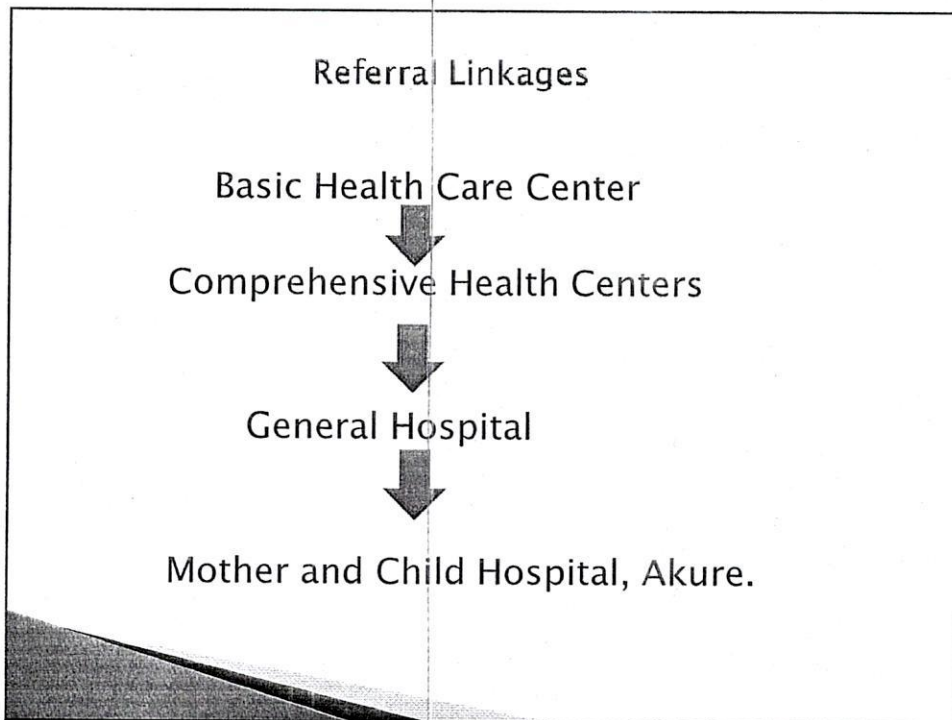 Referral Linkages
Basic Health Care Center
Comprehensive Health Centers
General Hospital
Mother and Child Hospital, Akure.